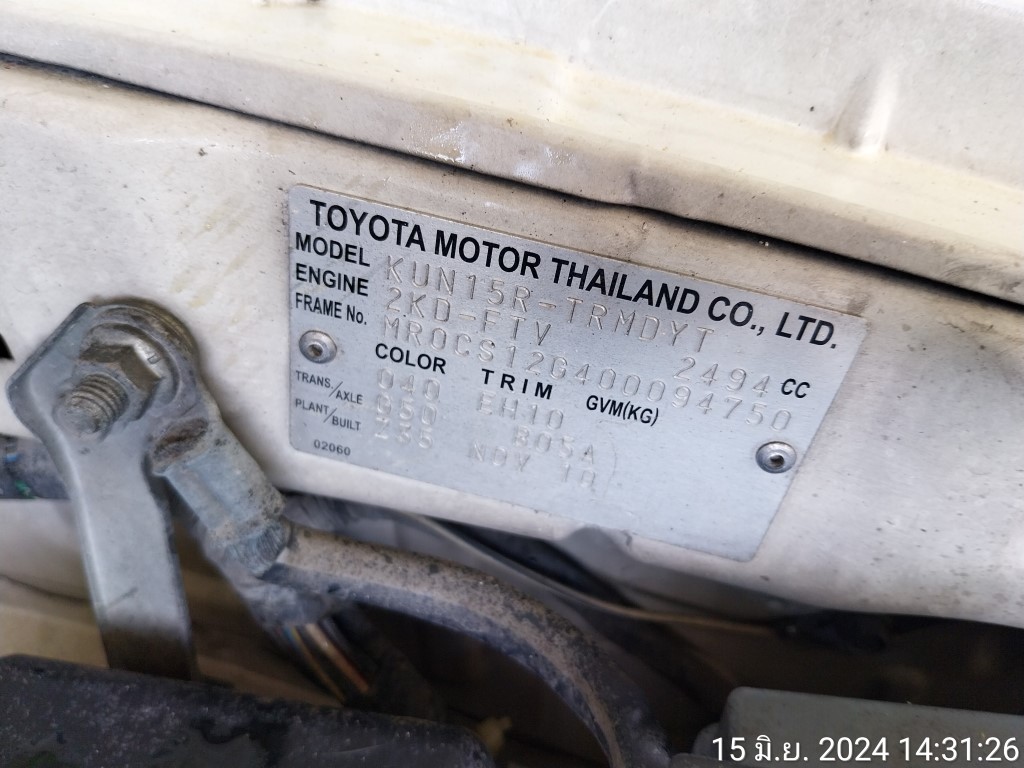 TOYOTA MOTOR THAILAND CO., LTD.
MODEL KUN15R-TRMDYT
ENGINE 2KD-FTV 2494 CC
FRAME No. MR0CS12G400094750
COLOR TRIM GVM(KG)
040 EH10
TRANS./AXLE G50 B05A
PLANT/BUILT NOV 10
02060
15 มิ.ย. 2024 14:31:26